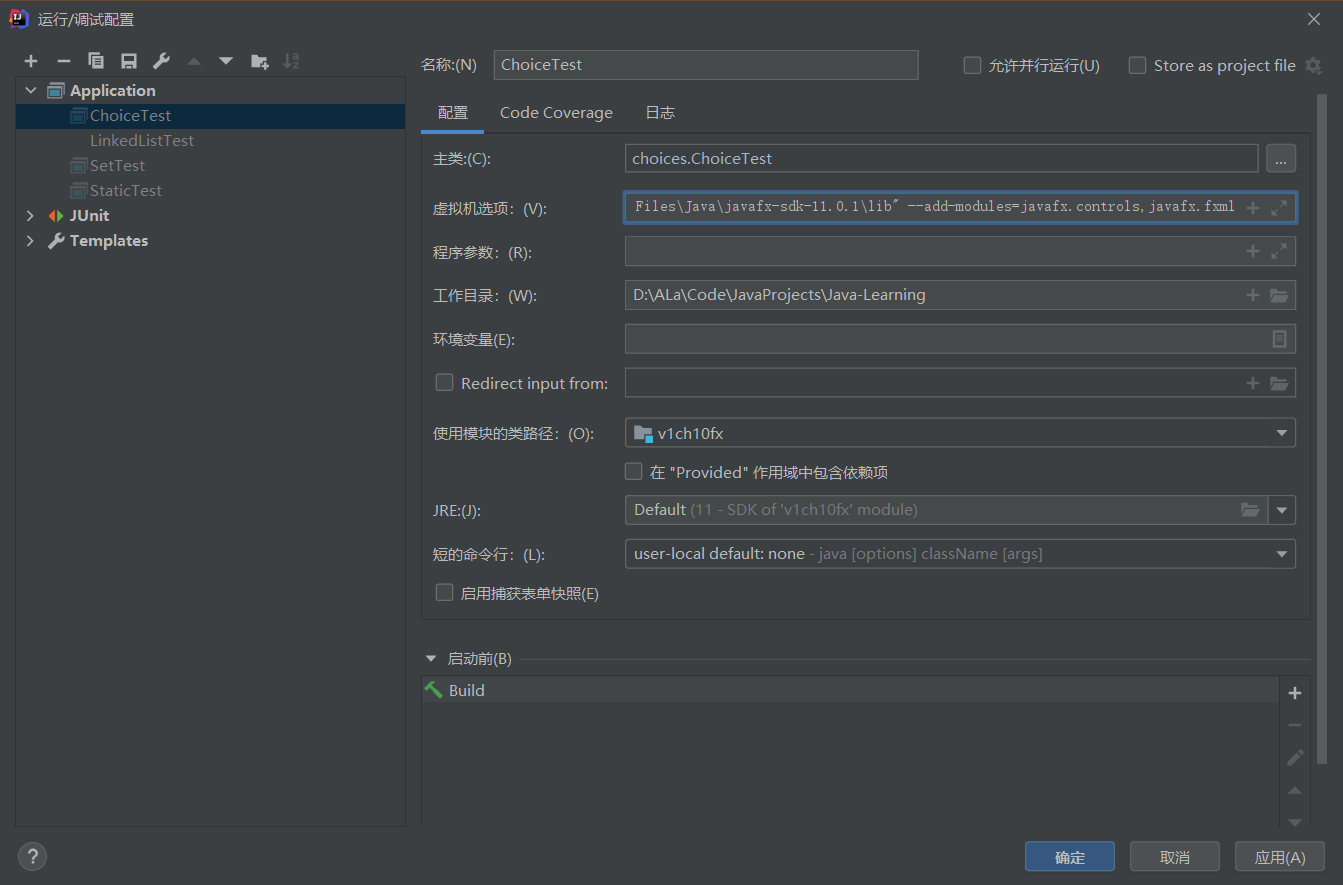 运行/调试配置
名称:(N)
ChoiceTest
允许并行运行(U)
Store as project file
Application
ChoiceTest
LinkedListTest
SetTest
StaticTest
JUnit
Templates
配置
Code Coverage
日志
主类:(C):
choices.ChoiceTest
...
虚拟机选项：(V):
Files\Java\javafx-sdk-11.0.1\lib" --add-modules=javafx.controls,javafx.fxml
程序参数：(R):
工作目录：(W):
D:\ALa\Code\JavaProjects\Java-Learning
环境变量(E):
Redirect input from:
使用模块的类路径：(O):
v1ch10fx
在 "Provided" 作用域中包含依赖项
JRE:(J):
Default (11 - SDK of 'v1ch10fx' module)
短的命令行：(L):
user-local default: none - java [options] className [args]
启用捕获表单快照(E)
启动前(B)
Build
?
确定
取消
应用(A)